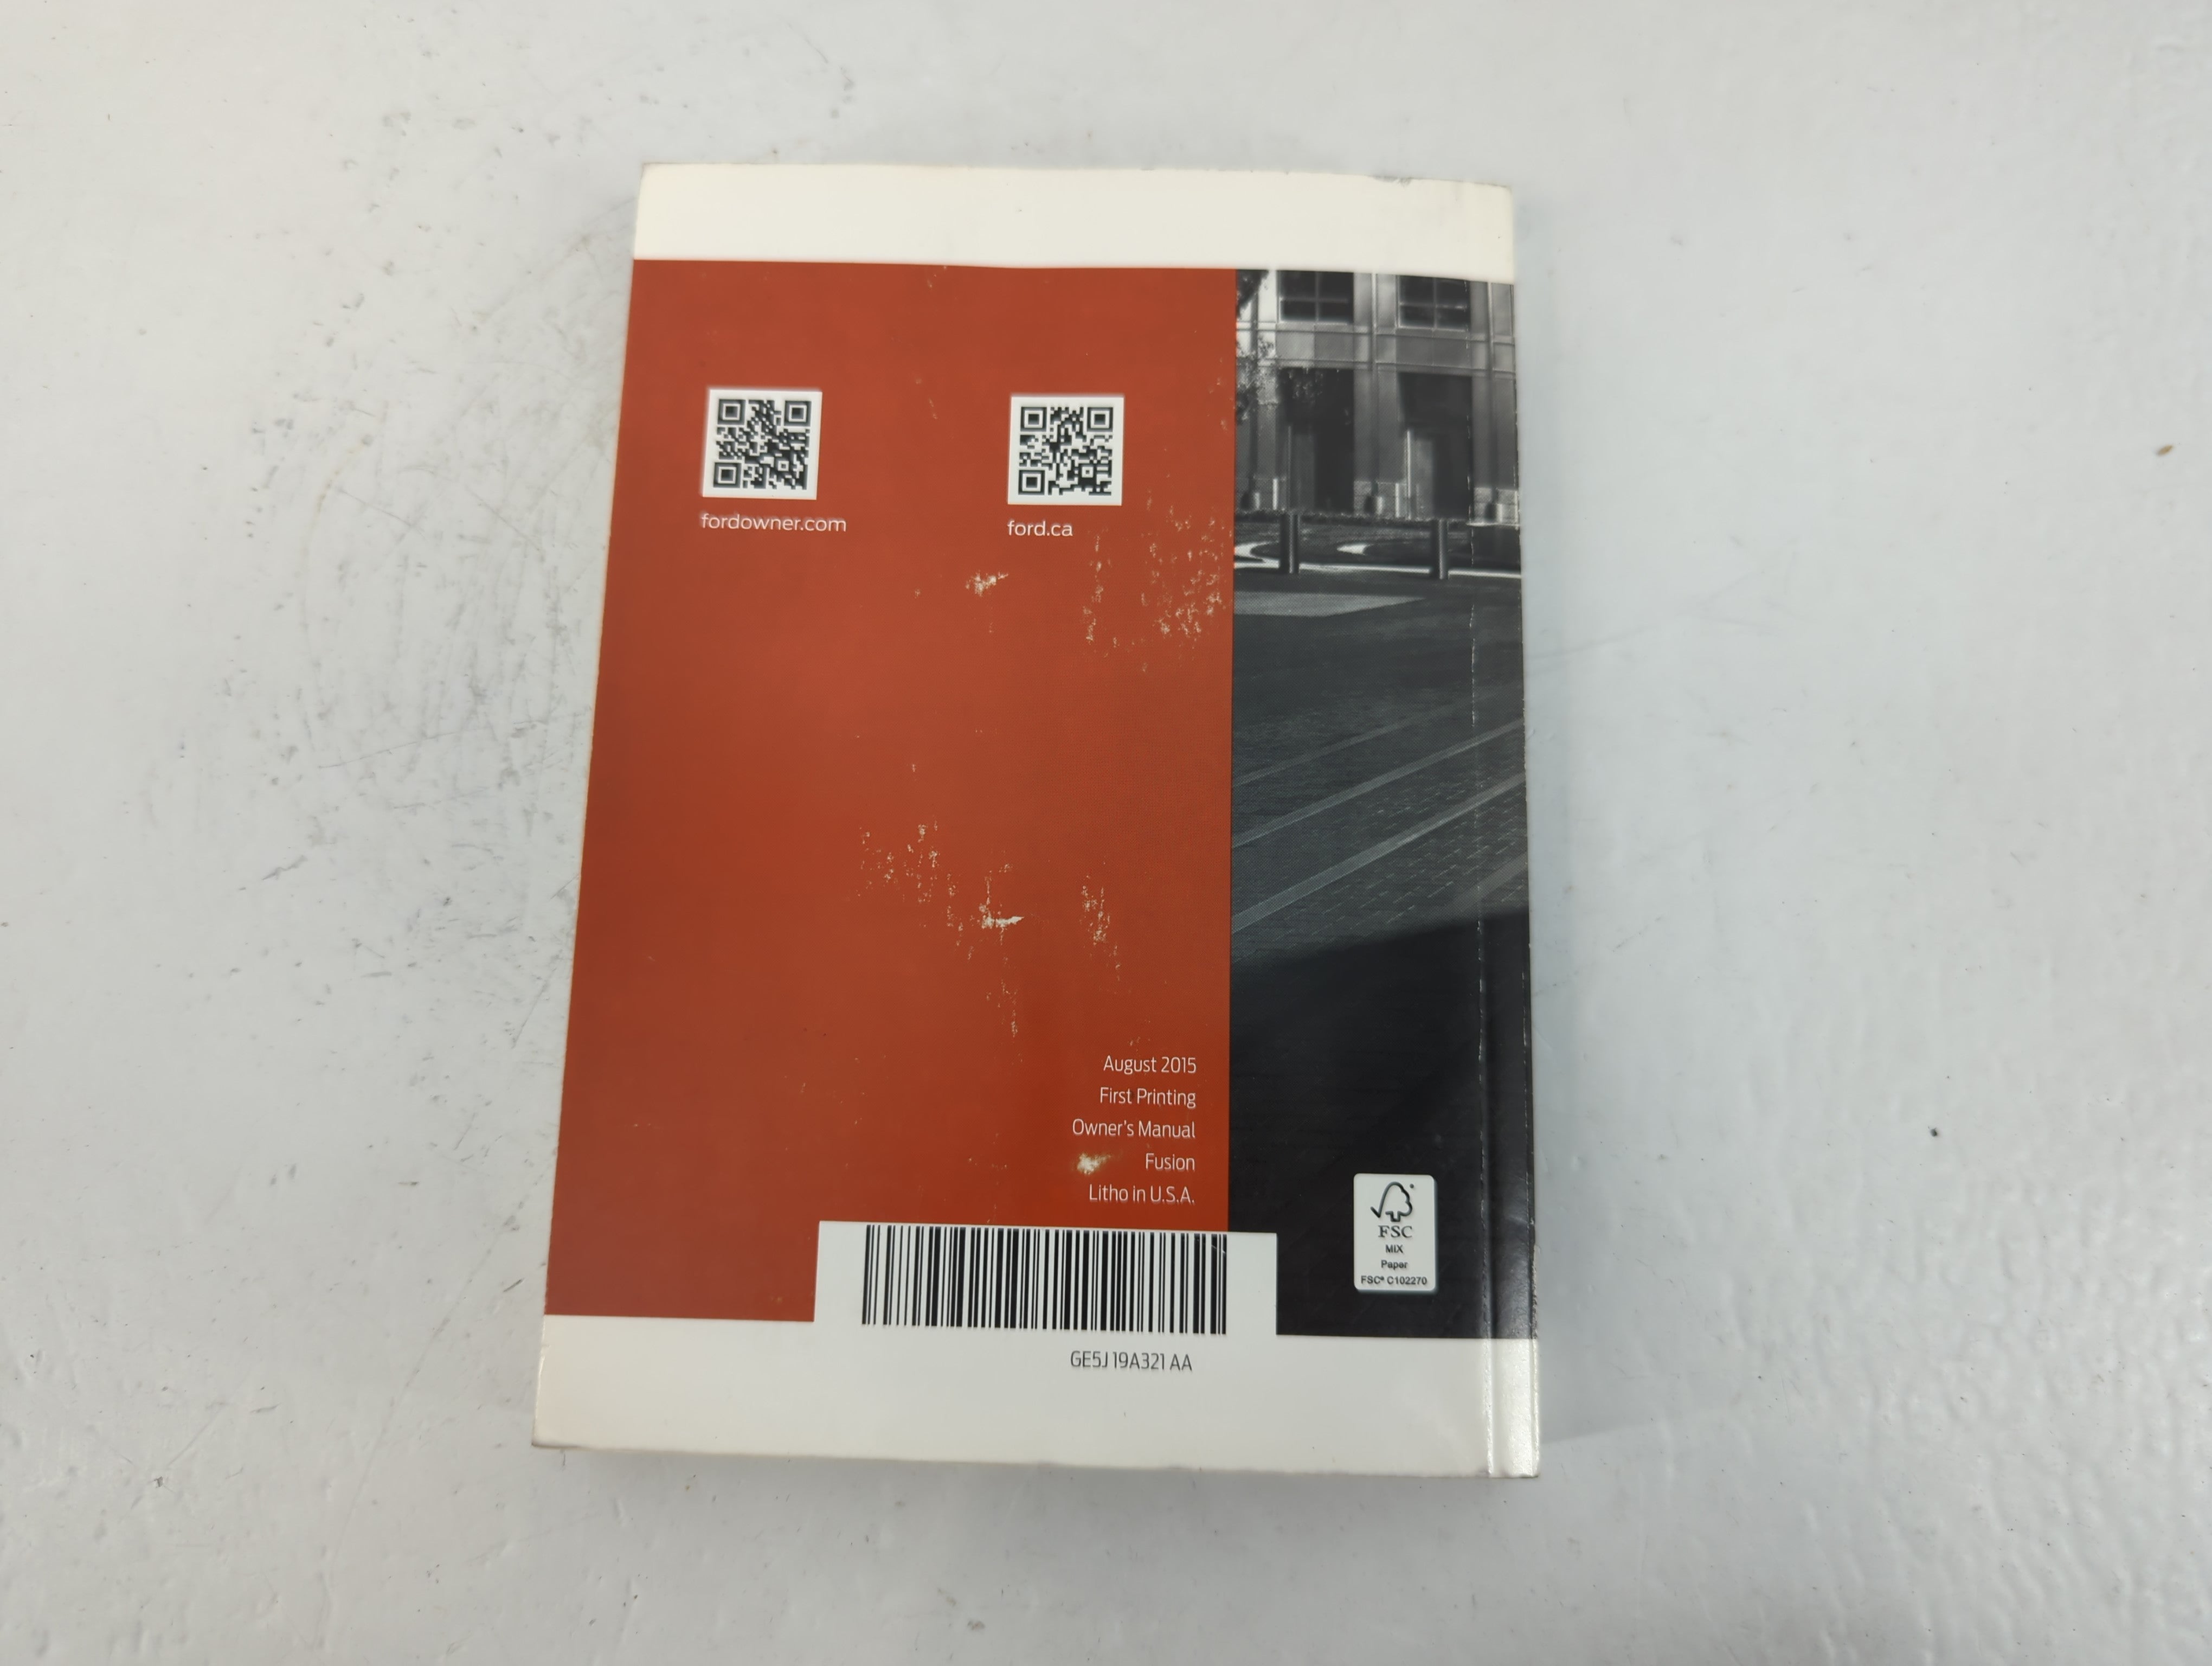 fordowner.com
ford.ca
August 2015
First Printing
Owner's Manual
Fusion
Litho in U.S.A.
FSC
MIX
Paper
FSC® C102270
GE5J 19A321 AA